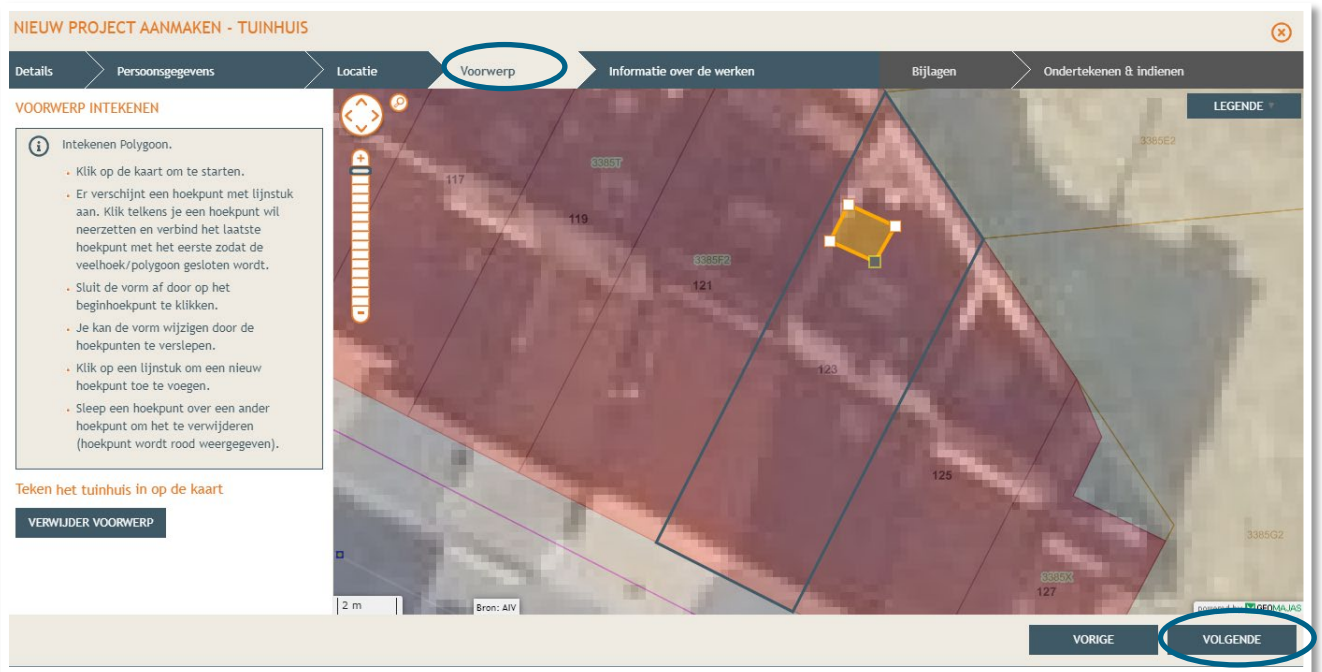 NIEUW PROJECT AANMAKEN - TUINHUIS
Details
Persoonsgegevens
Locatie
Voorwerp
Informatie over de werken
Bijlagen
Ondertekenen & indienen
VOORWERP INTEKENEN
Intekenen Polygoon.
Klik op de kaart om te starten.
Er verschijnt een hoekpunt met lijnstuk
aan. Klik telkens je een hoekpunt wil
neerzetten en verbind het laatste
hoekpunt met het eerste zodat de
veelhoek/polygoon gesloten wordt.
Sluit de vorm af door op het
beginhoekpunt te klikken.
Je kan de vorm wijzigen door de
hoekpunten te verslepen.
Klik op een lijnstuk om een nieuw
hoekpunt toe te voegen.
Sleep een hoekpunt over een ander
hoekpunt om het te verwijderen
(hoekpunt wordt rood weergegeven).
Teken het tuinhuis in op de kaart
VERWIJDER VOORWERP
LEGENDE
3385E2
3385T
117
119
3385F2
121
123
125
3385G2
3385X
127
2 m
Bron: AIV
powered by GEOMAJAS
VORIGE
VOLGENDE